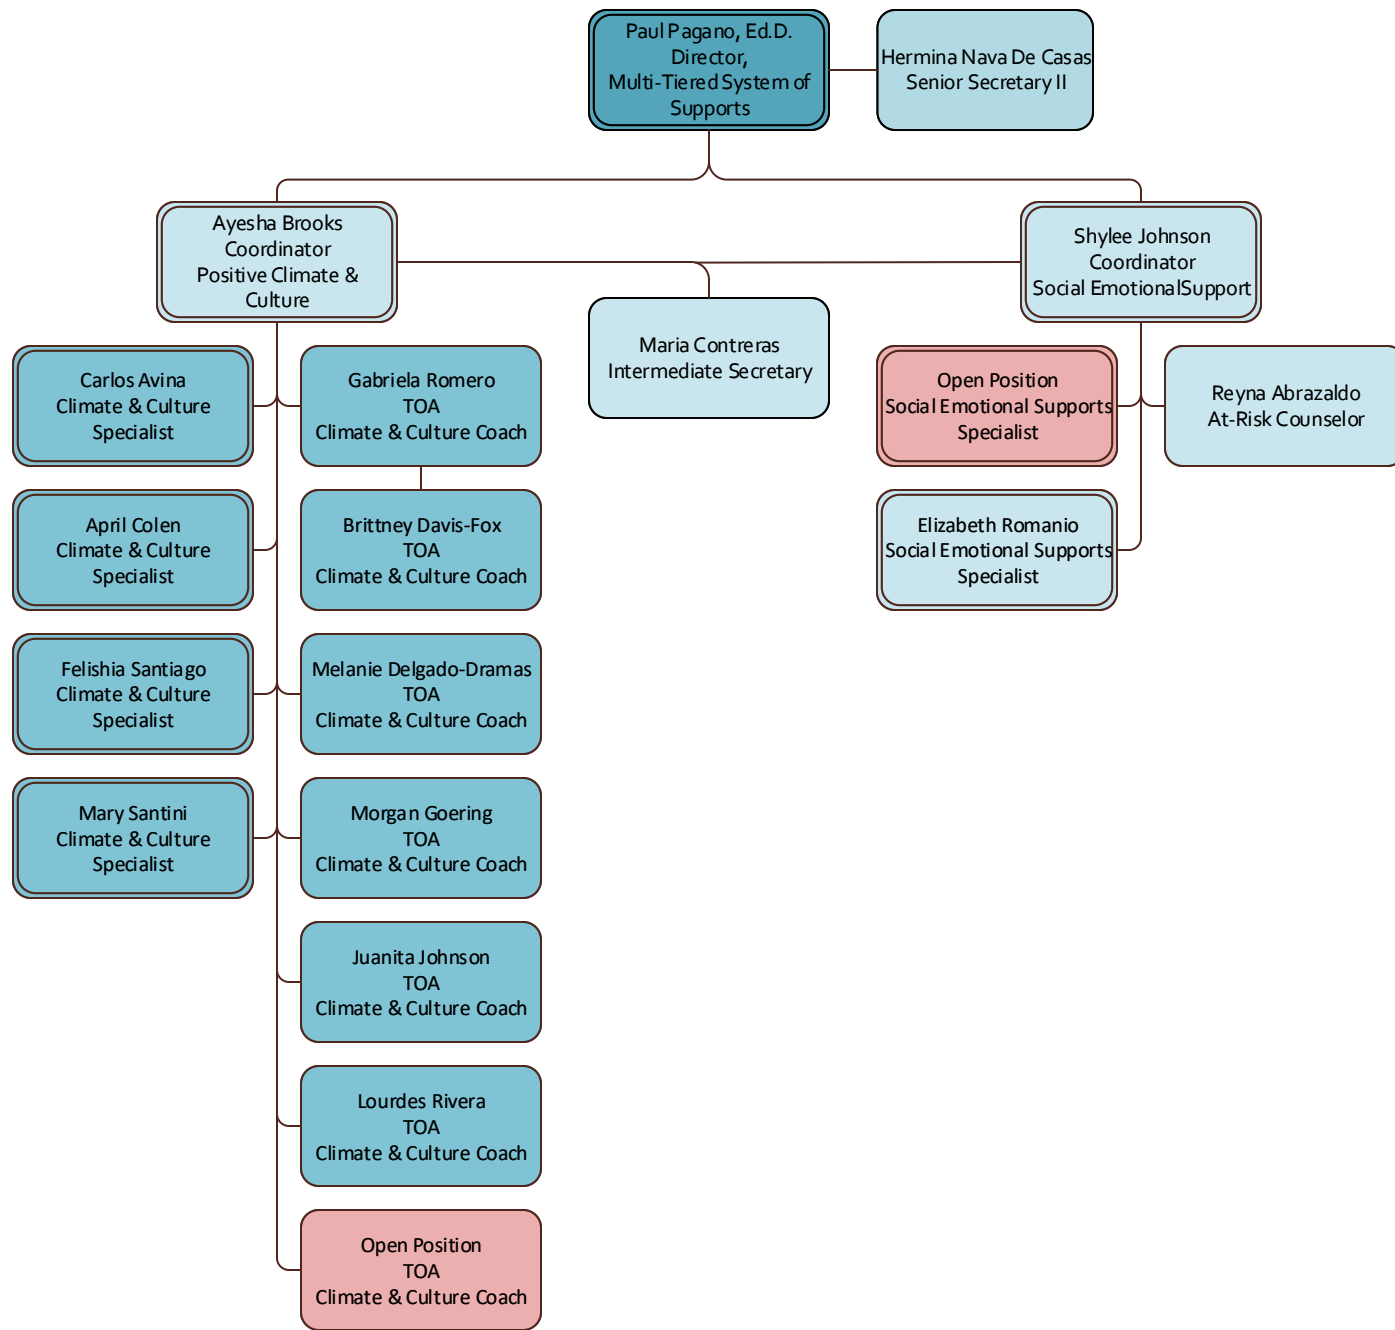 Paul Pagano, Ed.D.
Director,
Multi-Tiered System of
Supports
Hermina Nava De Casas
Senior Secretary II
Ayesha Brooks
Coordinator
Positive Climate &
Culture
Shylee Johnson
Coordinator
Social EmotionalSupport
Maria Contreras
Intermediate Secretary
Carlos Avina
Climate & Culture
Specialist
Gabriela Romero
TOA
Climate & Culture Coach
Open Position
Social Emotional Supports
Specialist
Reyna Abrazaldo
At-Risk Counselor
April Colen
Climate & Culture
Specialist
Brittney Davis-Fox
TOA
Climate & Culture Coach
Elizabeth Romanio
Social Emotional Supports
Specialist
Felishia Santiago
Climate & Culture
Specialist
Melanie Delgado-Dramas
TOA
Climate & Culture Coach
Mary Santini
Climate & Culture
Specialist
Morgan Goering
TOA
Climate & Culture Coach
Juanita Johnson
TOA
Climate & Culture Coach
Lourdes Rivera
TOA
Climate & Culture Coach
Open Position
TOA
Climate & Culture Coach